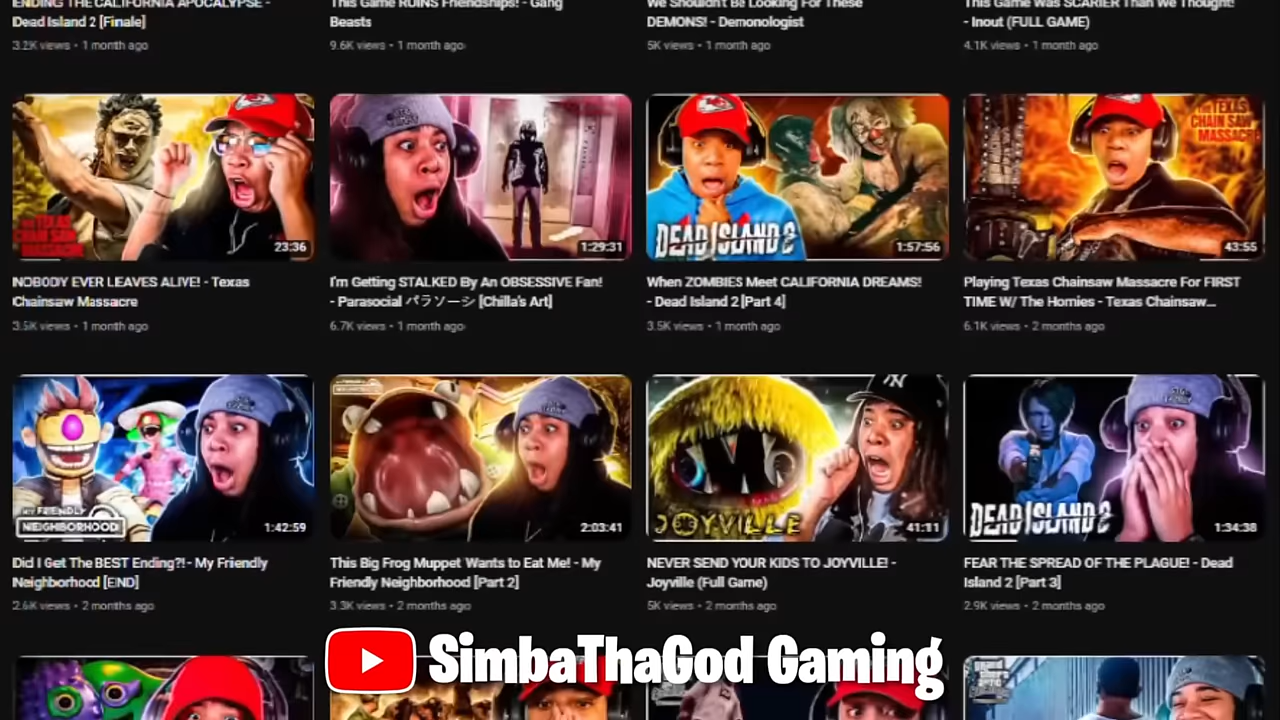 ENDING THE CALIFORNIA APOCALYPSE -
Dead Island 2 [Finale]
3.2K views • 1 month ago
This Game RUINS Friendships! - Gang
Beasts
9.6K views • 1 month ago
We Shouldn't Be Looking For These
DEMONS! - Demonologist
5K views • 1 month ago
This Game Was SCARIER Than We Thought!
- Inout (FULL GAME)
4.1K views • 1 month ago
23:36
1:29:31
DEAD ISLAND 2
1:57:56
THE TEXAS
CHAIN SAW
MASSACRE
43:55
NOBODY EVER LEAVES ALIVE! - Texas
Chainsaw Massacre
3.5K views • 1 month ago
I'm Getting STALKED By An OBSESSIVE Fan!
- Parasocial パラソーシ [Chilla's Art]
6.7K views • 1 month ago
When ZOMBIES Meet CALIFORNIA DREAMS!
- Dead Island 2 [Part 4]
3.5K views • 1 month ago
Playing Texas Chainsaw Massacre For FIRST
TIME W/ The Homies - Texas Chainsaw...
6.1K views • 2 months ago
MY FRIENDLY
NEIGHBORHOOD
1:42:59
2:03:41
JOYVILLE
41:11
DEAD ISLAND 2
1:34:38
Did I Get The BEST Ending?! - My Friendly
Neighborhood [END]
2.6K views • 2 months ago
This Big Frog Muppet Wants to Eat Me! - My
Friendly Neighborhood [Part 2]
3.3K views • 2 months ago
NEVER SEND YOUR KIDS TO JOYVILLE! -
Joyville (Full Game)
5K views • 2 months ago
FEAR THE SPREAD OF THE PLAGUE! - Dead
Island 2 [Part 3]
2.9K views • 2 months ago
SimbaThaGod Gaming